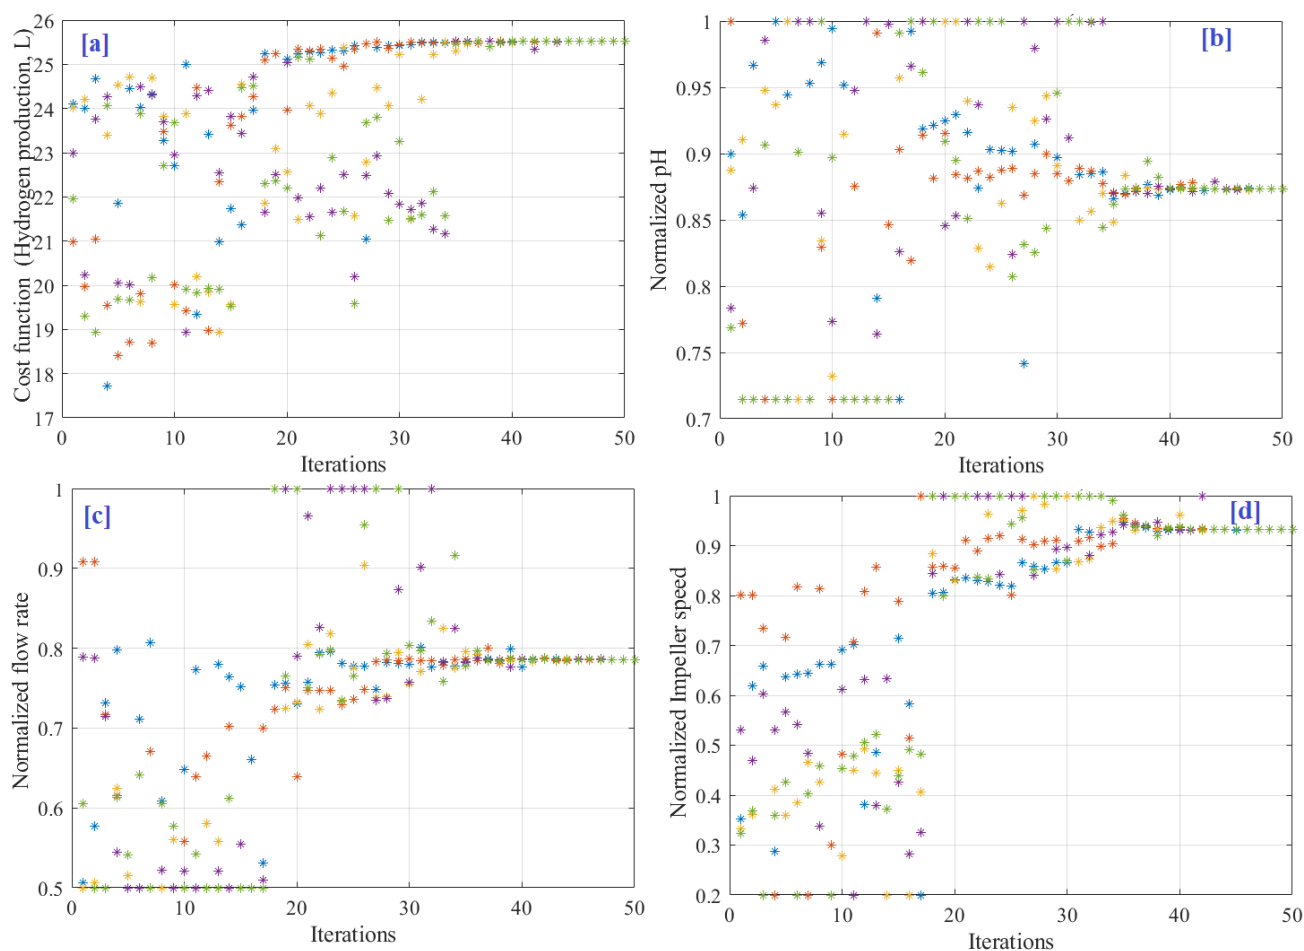 [a]
Cost function (Hydrogen production, L)
26
25
24
23
22
21
20
19
18
17
0 10 20 30 40 50
Iterations
[b]
Normalized pH
1
0.95
0.9
0.85
0.8
0.75
0.7
0 10 20 30 40 50
Iterations
[c]
Normalized flow rate
1
0.9
0.8
0.7
0.6
0.5
0 10 20 30 40 50
Iterations
[d]
Normalized Impeller speed
1
0.9
0.8
0.7
0.6
0.5
0.4
0.3
0.2
0 10 20 30 40 50
Iterations